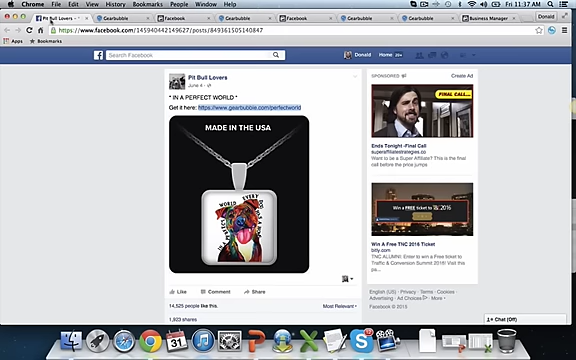 Chrome File Edit View History Bookmarks People Window Help
Fri 11:37 AM
Pit Bull Lovers - Gearbubble Facebook Gearbubble Facebook Gearbubble Gearbubble Business Manager Donald
https://www.facebook.com/145940442149627/posts/849361505140847
Apps Bookmarks
Search Facebook
Donald Home
Pit Bull Lovers
June 4
* IN A PERFECT WORLD *
Get it here: https://www.gearbubble.com/perfectworld
MADE IN THE USA
IN A PERFECT WORLD EVERY
Like Comment Share
14,525 people like this.
Most Relevant
1,923 shares
SPONSORED
Create Ad
FINAL CALL...
Ends Tonight -Final Call
superaffiliatestrategies.co
Want to be a Super Affiliate? This is the final call before the price jumps
Win a FREE ticket to 2016
Win A FREE TNC 2016 Ticket
bitly.com
TNC ALUMNI: Enter to win a Free Ticket to Traffic & Conversion Summit 2016! Visit this pa...
English (US) · Privacy · Terms · Cookies ·
Advertising · Ad Choices · More
Facebook © 2015
Chat (Off)
31